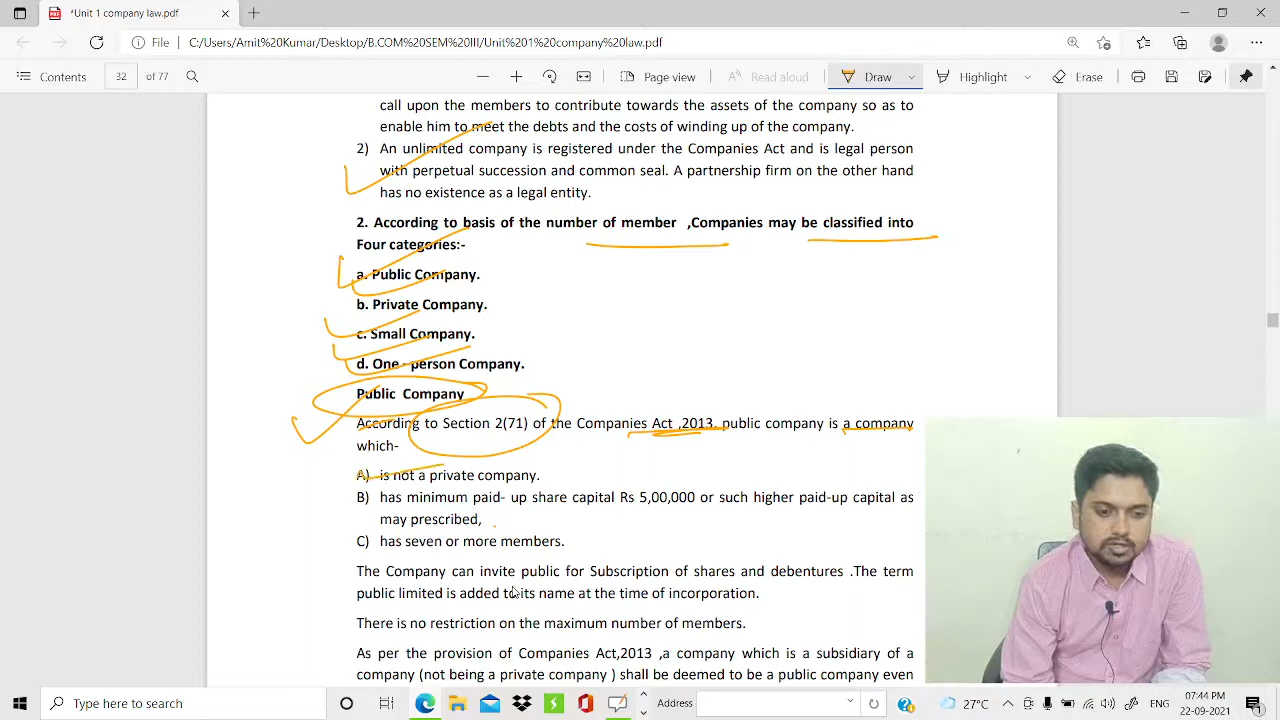 *Unit 1 company law.pdf
File
C:/Users/Amit%20Kumar/Desktop/B.COM%20SEM%20III/Unit%201%20company%20law.pdf
Contents
32
of 77
Page view
Read aloud
Draw
Highlight
Erase
call upon the members to contribute towards the assets of the company so as to
enable him to meet the debts and the costs of winding up of the company.
2) An unlimited company is registered under the Companies Act and is legal person
with perpetual succession and common seal. A partnership firm on the other hand
has no existence as a legal entity.
2. According to basis of the number of member ,Companies may be classified into
Four categories:-
a. Public Company.
b. Private Company.
c. Small Company.
d. One -person Company.
Public Company
According to Section 2(71) of the Companies Act ,2013, public company is a company
which-
A) is not a private company.
B) has minimum paid- up share capital Rs 5,00,000 or such higher paid-up capital as
may prescribed,
C) has seven or more members.
The Company can invite public for Subscription of shares and debentures .The term
public limited is added to its name at the time of incorporation.
There is no restriction on the maximum number of members.
As per the provision of Companies Act,2013 ,a company which is a subsidiary of a
company (not being a private company ) shall be deemed to be a public company even
Type here to search
Address
27°C
ENG
07:44 PM
22-09-2021